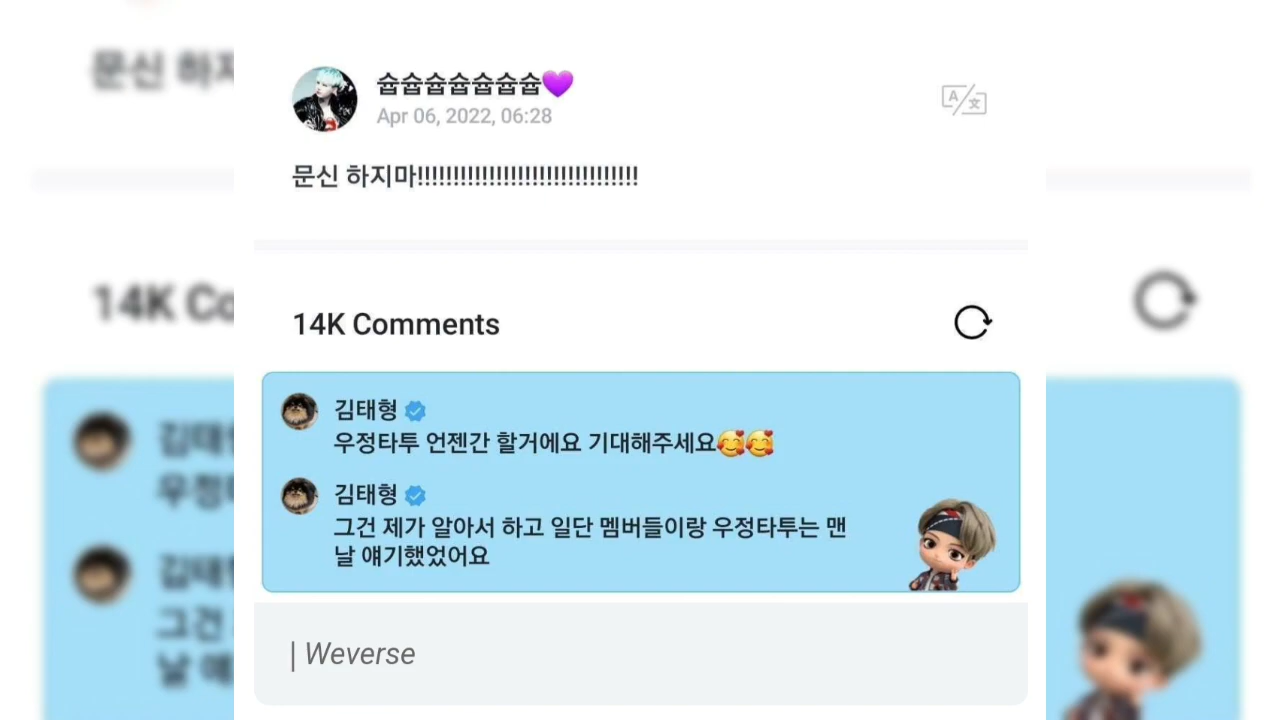 슙슙슙슙슙슙슙💜
Apr 06, 2022, 06:28
문신 하지마!!!!!!!!!!!!!!!!!!!!!!!!!!!!!!!
14K Comments
김태형
우정타투 언젠간 할거에요 기대해주세요🥰🥰
김태형
그건 제가 알아서 하고 일단 멤버들이랑 우정타투는 맨
날 얘기했었어요
| Weverse